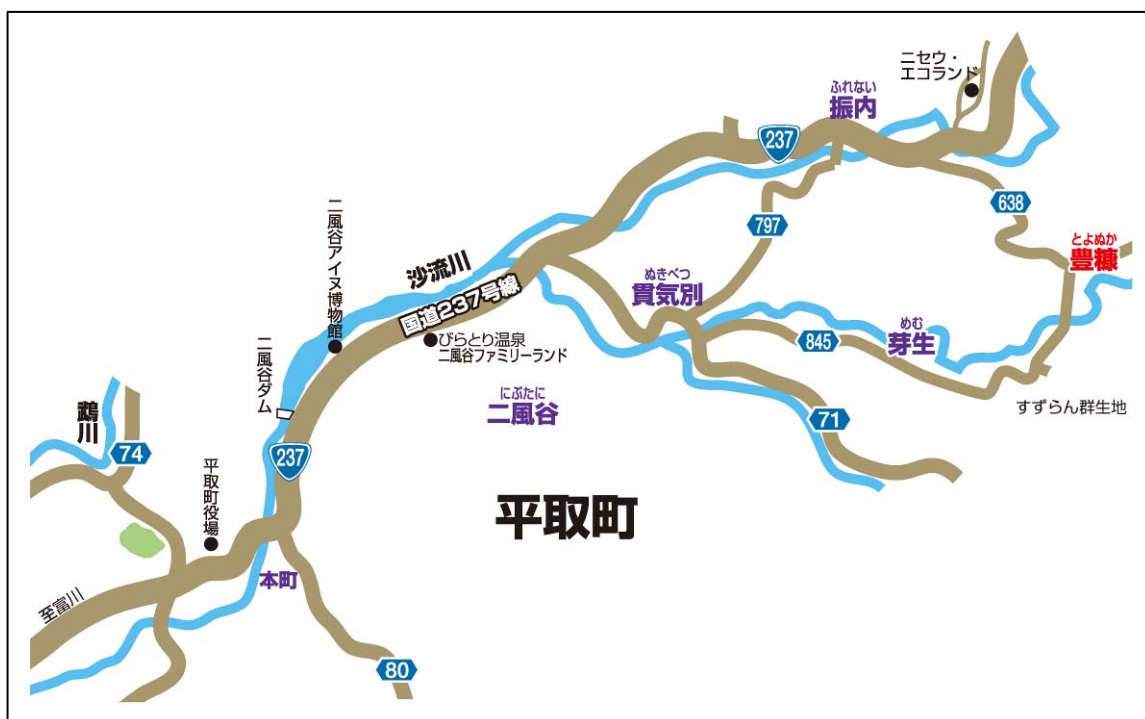 ニセウ・
エコランド
ふれない
振内
237
638
とよぬか
豊糠
797
二風谷アイヌ博物館
沙流川
ぬきべつ
貫気別
国道237号線
びらとり温泉
二風谷ファミリーランド
845
めむ
芽生
二風谷ダム
にぶたに
二風谷
すずらん群生地
鵡川
74
71
237
平取町役場
平取町
本町
至富川
80